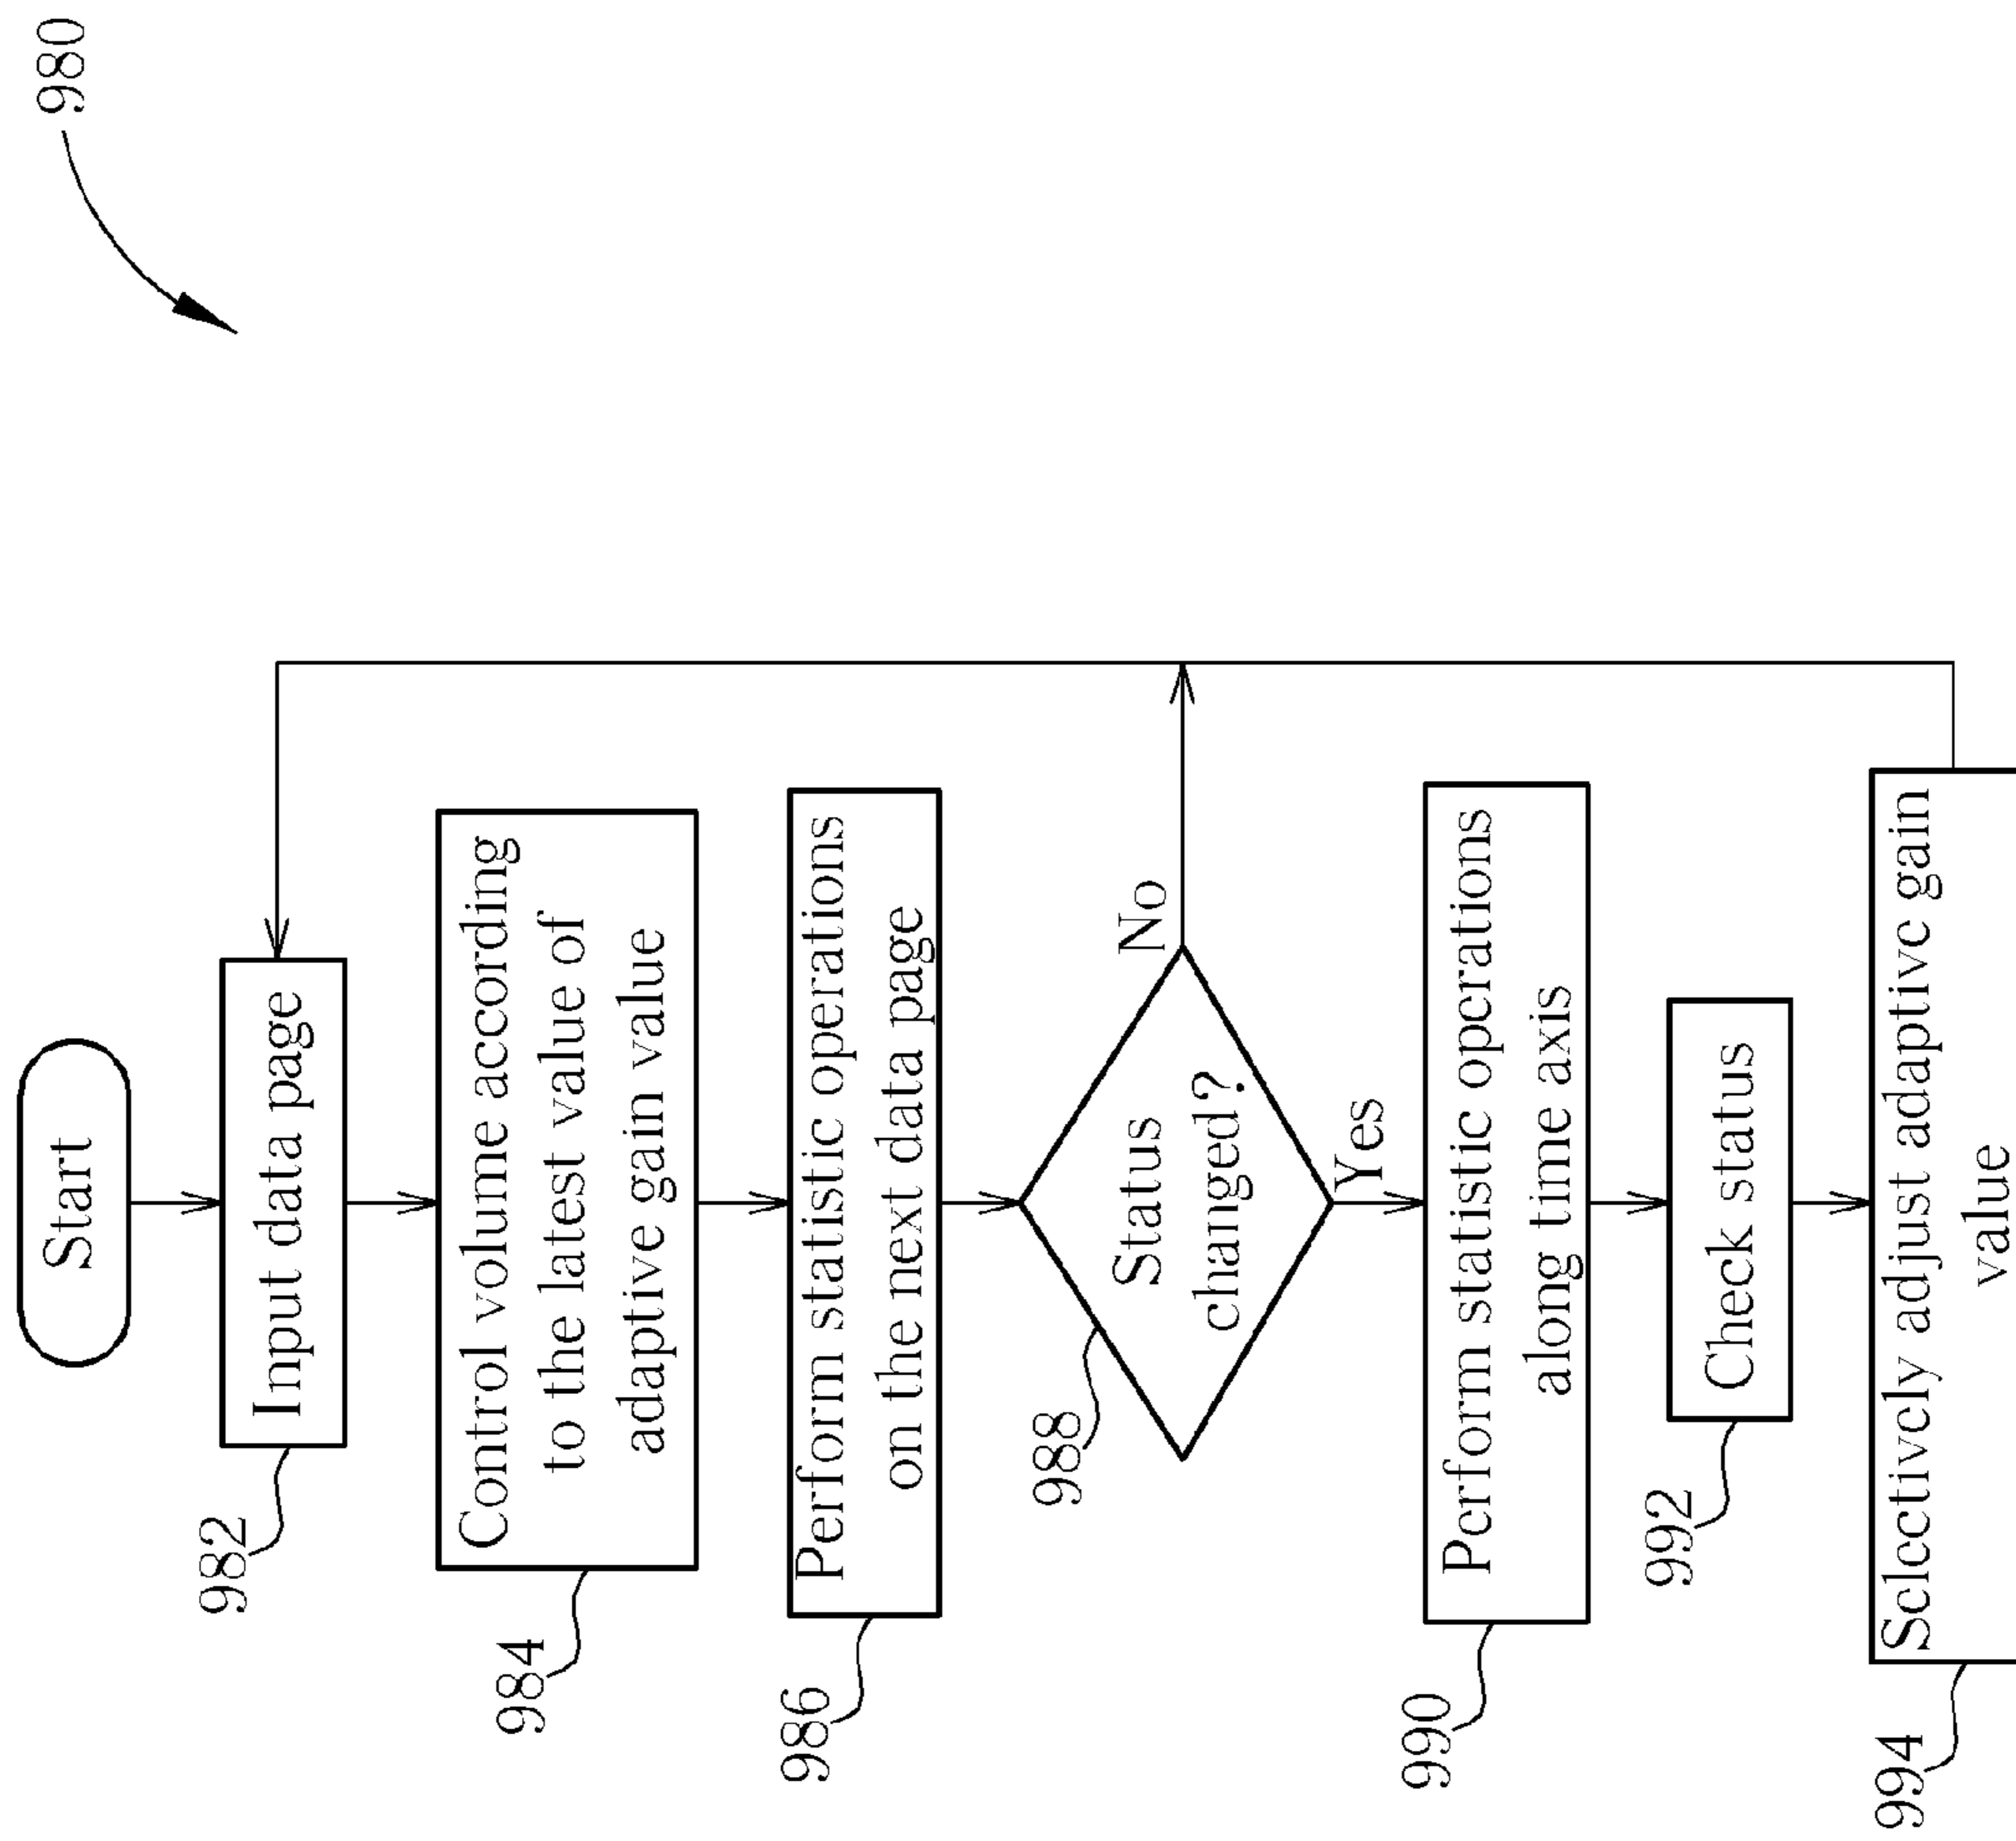 980
Start
982
Input data page
984
Control volume according
to the latest value of
adaptive gain value
986
Perform statistic operations
on the next data page
988
Status
changed?
No
Yes
990
Perform statistic operations
along time axis
992
Check status
994
Selectively adjust adaptive gain
value